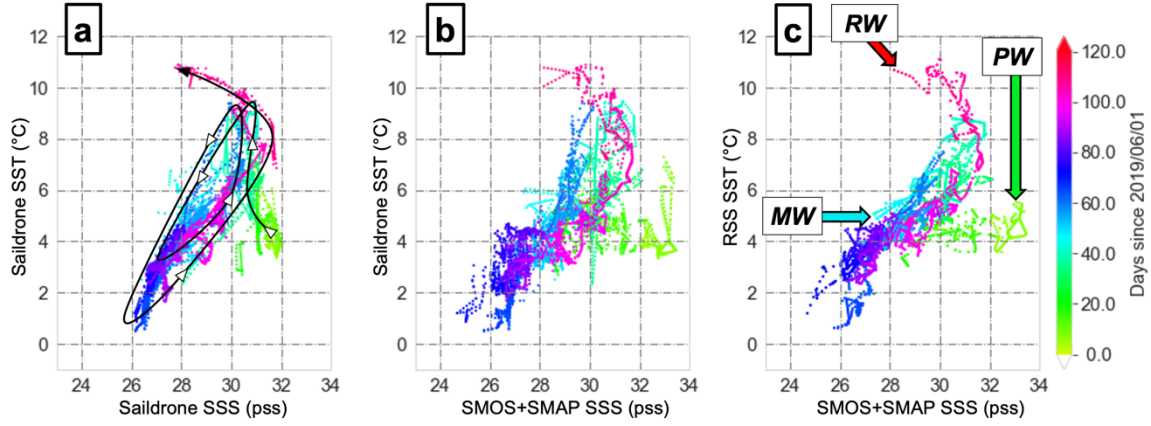 a
b
c
RW
PW
MW
12
10
8
6
4
2
0
Saildrone SST (°C)
24 26 28 30 32 34
Saildrone SSS (pss)
12
10
8
6
4
2
0
Saildrone SST (°C)
24 26 28 30 32 34
SMOS+SMAP SSS (pss)
12
10
8
6
4
2
0
RSS SST (°C)
24 26 28 30 32 34
SMOS+SMAP SSS (pss)
120.0
100.0
80.0
60.0
40.0
20.0
0.0
Days since 2019/06/01